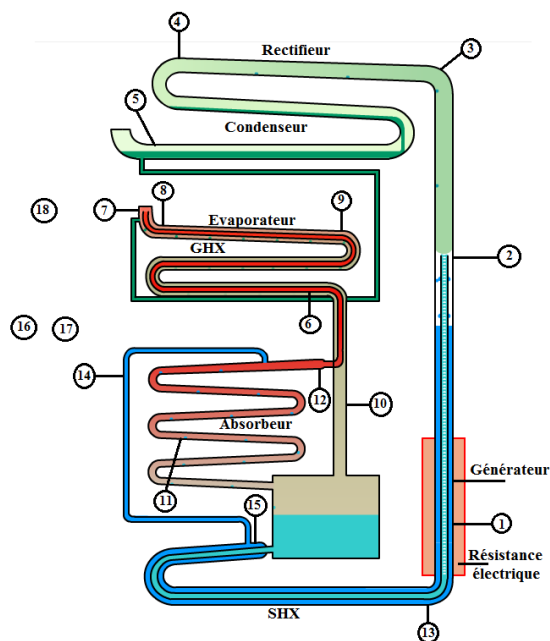 4
Rectifieur
3
5
Condenseur
18
7
8
Evaporateur
9
GHX
2
6
16
17
14
12
10
Absorbeur
11
Générateur
15
1
Résistance
électrique
SHX
13